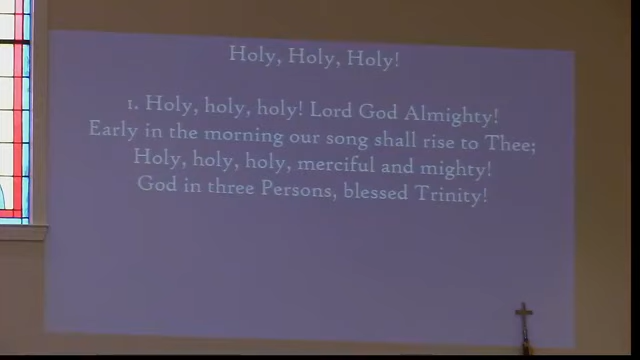 Holy, Holy, Holy!
1. Holy, holy, holy! Lord God Almighty!
Early in the morning our song shall rise to Thee;
Holy, holy, holy, merciful and mighty!
God in three Persons, blessed Trinity!